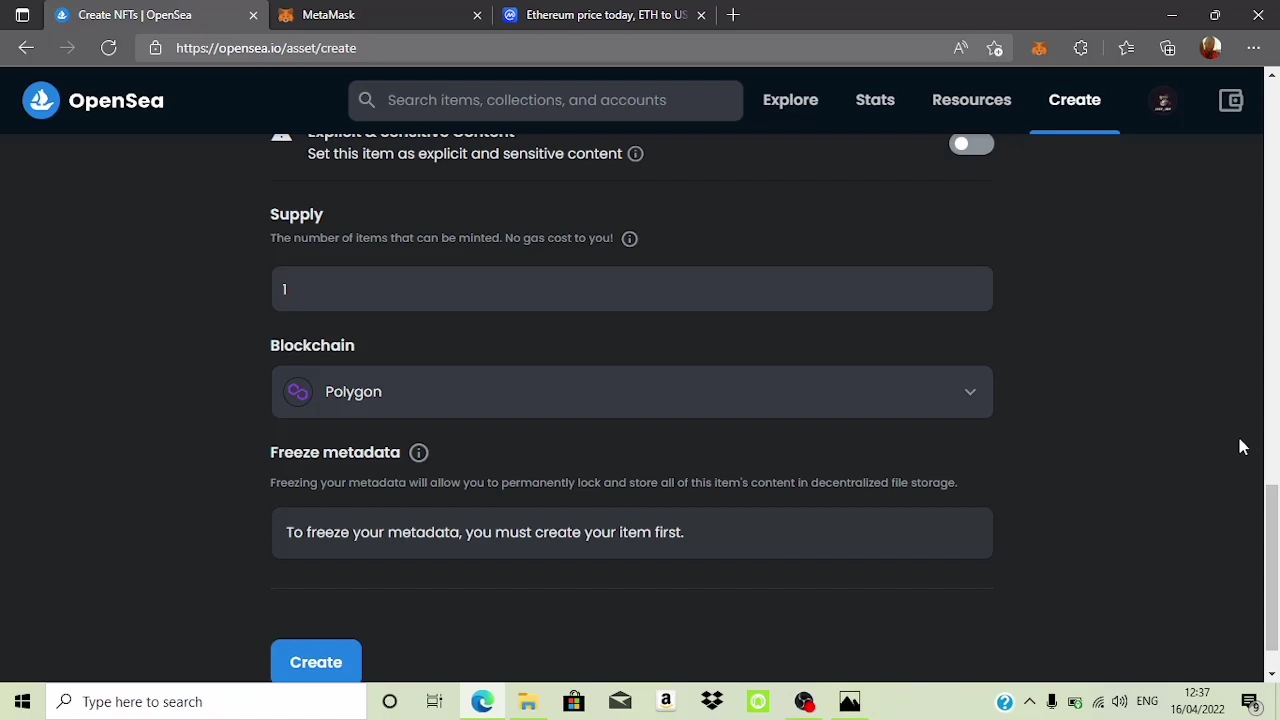 Create NFTs | OpenSea
MetaMask
Ethereum price today, ETH to US
https://opensea.io/asset/create
OpenSea
Search items, collections, and accounts
Explore
Stats
Resources
Create
Explicit & Sensitive Content
Set this item as explicit and sensitive content
Supply
The number of items that can be minted. No gas cost to you!
1
Blockchain
Polygon
Freeze metadata
Freezing your metadata will allow you to permanently lock and store all of this item's content in decentralized file storage.
To freeze your metadata, you must create your item first.
Create
Type here to search
ENG
12:37
16/04/2022
9